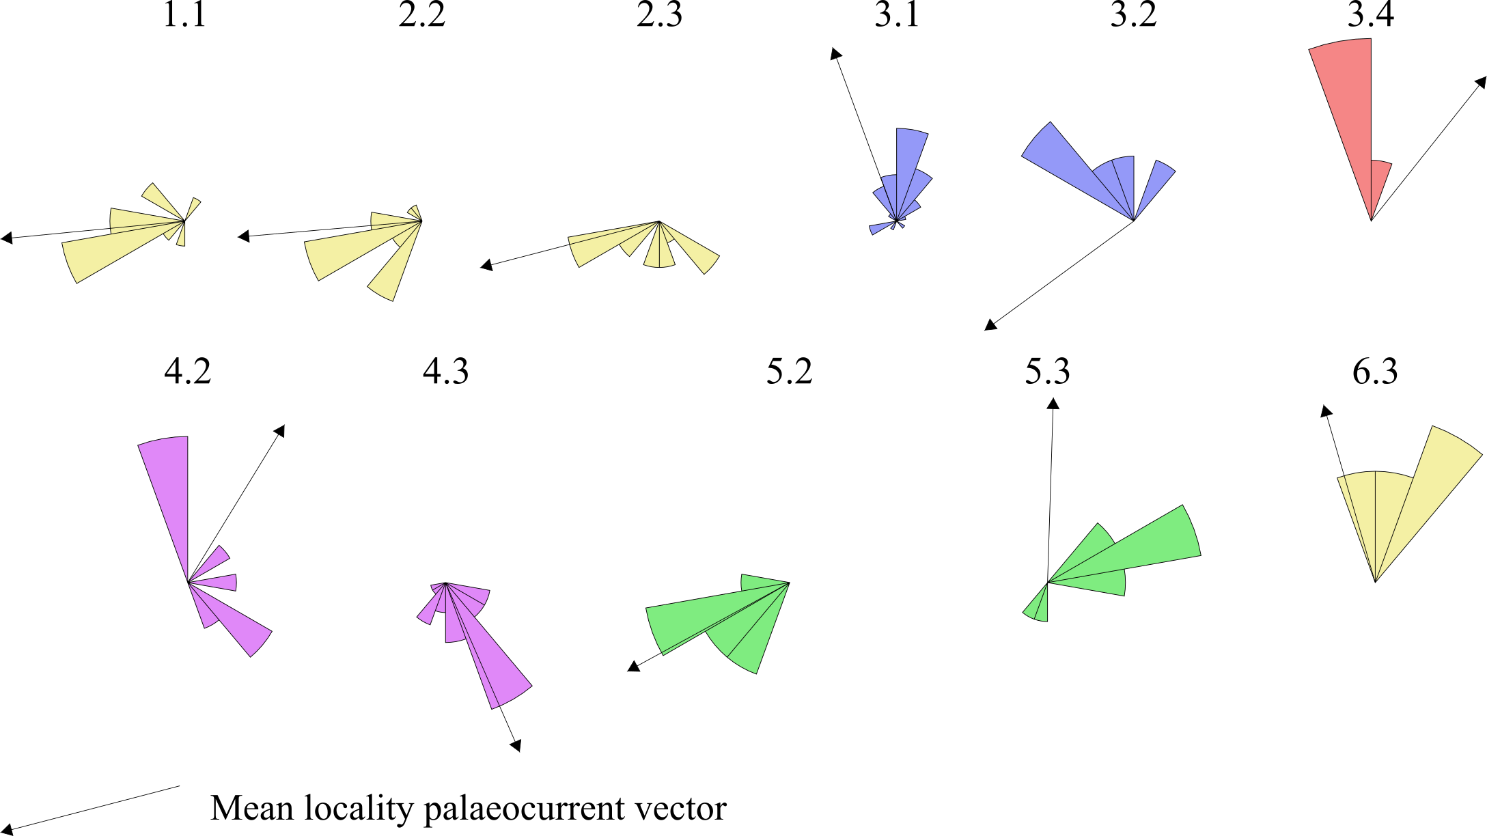 1.1 2.2 2.3 3.1 3.2 3.4
4.2 4.3 5.2 5.3 6.3
Mean locality palaeocurrent vector